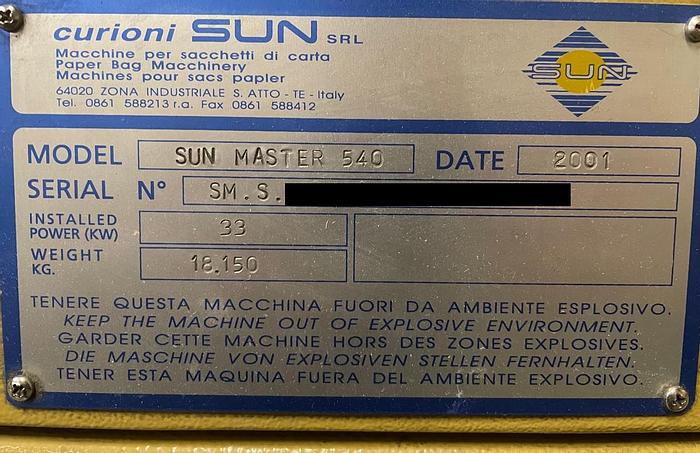 curioni SUN SRL
Macchine per sacchetti di carta
Paper Bag Macchinery
Machines pour sacs papier
64020 ZONA INDUSTRIALE S. ATTO - TE - Italy
Tel. 0861 588213 r.a. Fax 0861 588412
SUN
MODEL SUN MASTER 540 DATE 2001
SERIAL N° SM.S.
INSTALLED POWER (KW) 33
WEIGHT KG. 18.150
TENERE QUESTA MACCHINA FUORI DA AMBIENTE ESPLOSIVO.
KEEP THE MACHINE OUT OF EXPLOSIVE ENVIRONMENT.
GARDER CETTE MACHINE HORS DES ZONES EXPLOSIVES.
DIE MASCHINE VON EXPLOSIVEN STELLEN FERNHALTEN.
TENER ESTA MAQUINA FUERA DEL AMBIENTE EXPLOSIVO.